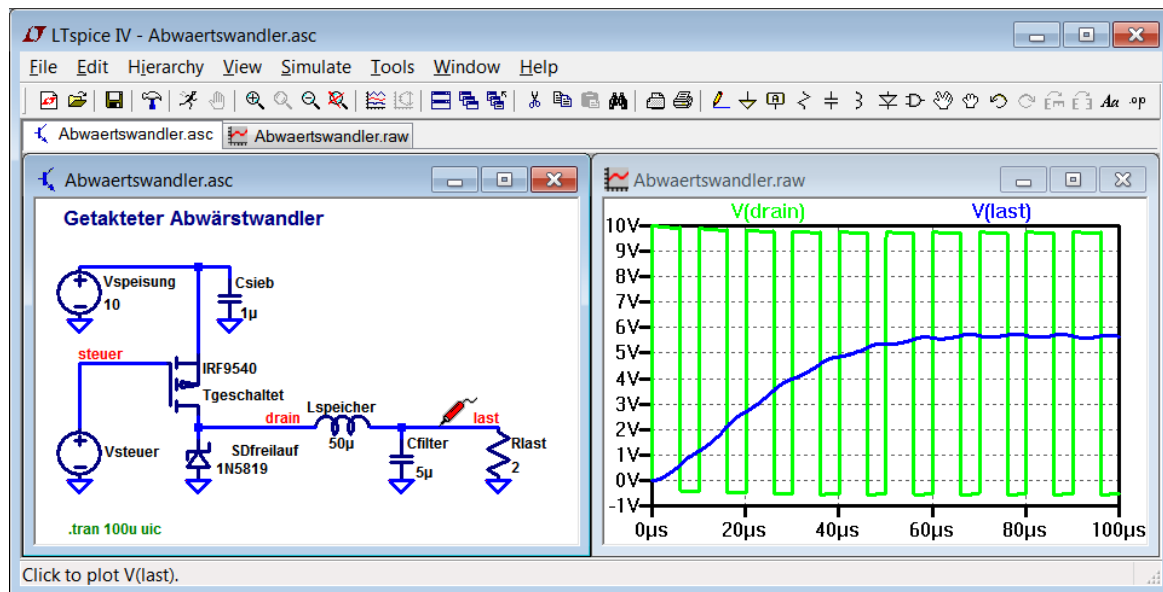 LTspice IV - Abwaertswandler.asc
File Edit Hierarchy View Simulate Tools Window Help
Aa .op
Abwaertswandler.asc Abwaertswandler.raw
Abwaertswandler.asc
Getakteter Abwärstwandler
Vspeisung
10
Csieb
1µ
steuer
IRF9540
Tgeschaltet
drain
Lspeicher
50µ
last
Vsteuer
SDfreilauf
1N5819
Cfilter
5µ
Rlast
2
.tran 100u uic
Abwaertswandler.raw
V(drain) V(last)
10V
9V
8V
7V
6V
5V
4V
3V
2V
1V
0V
-1V
0µs 20µs 40µs 60µs 80µs 100µs
Click to plot V(last).